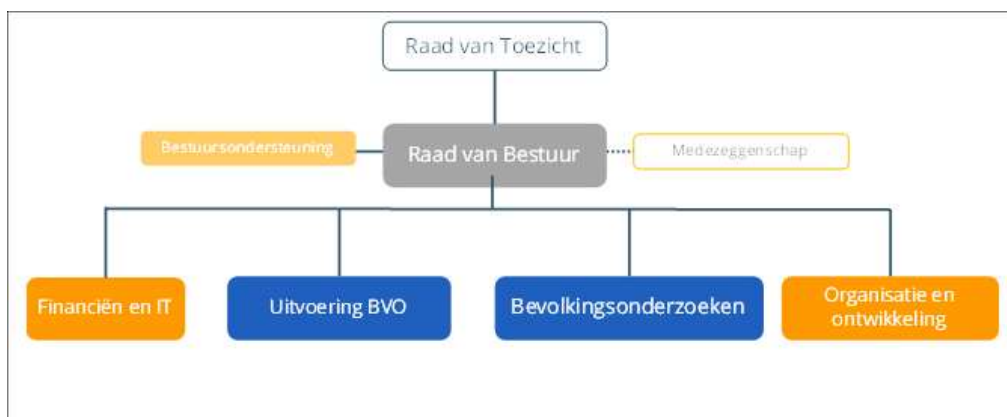 Raad van Toezicht
Bestuursondersteuning
Raad van Bestuur
Medezeggenschap
Financiën en IT
Uitvoering BVO
Bevolkingsonderzoeken
Organisatie en
ontwikkeling